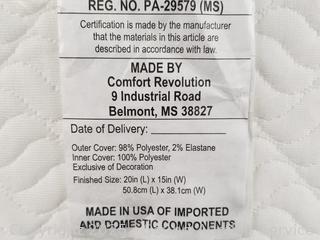 REG. NO. PA-29579 (MS)
Certification is made by the manufacturer
that the materials in this article are
described in accordance with law.
MADE BY
Comfort Revolution
9 Industrial Road
Belmont, MS 38827
Date of Delivery:
Outer Cover: 98% Polyester, 2% Elastane
Inner Cover: 100% Polyester
Exclusive of Decoration
Finished Size: 20in (L) x 15in (W)
50.8cm (L) x 38.1cm (W)
MADE IN USA OF IMPORTED
AND DOMESTIC COMPONENTS